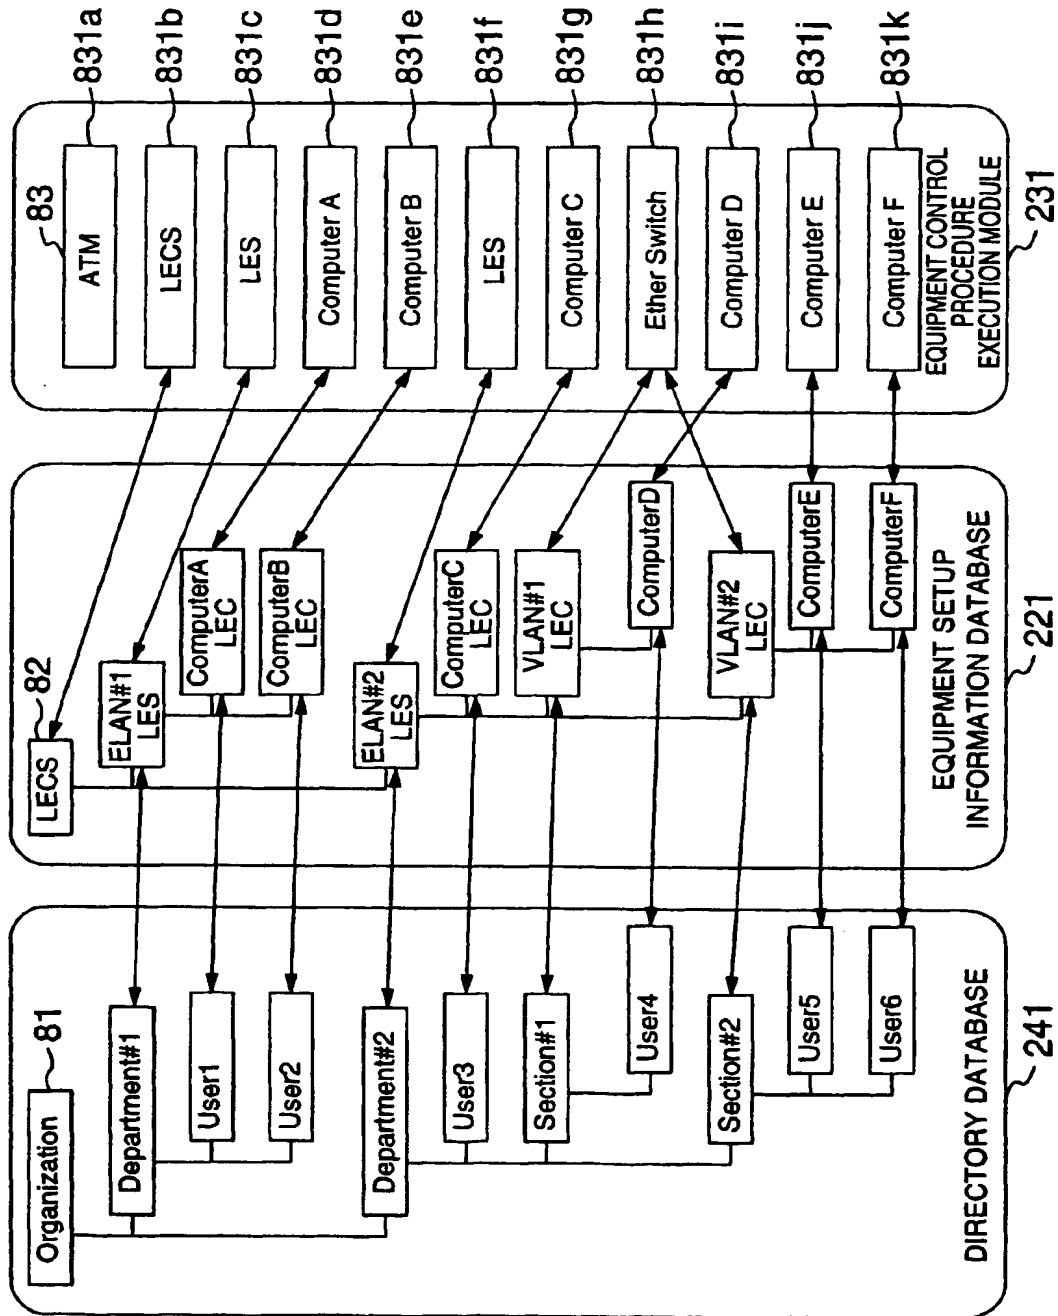 81
Organization
Department#1
User1
User2
Department#2
User3
Section#1
User4
Section#2
User5
User6
DIRECTORY DATABASE
241
82
LECS
ELAN#1
LES
ComputerA
LEC
ComputerB
LEC
ELAN#2
LES
ComputerC
LEC
VLAN#1
LEC
ComputerD
VLAN#2
LEC
ComputerE
ComputerF
EQUIPMENT SETUP
INFORMATION DATABASE
221
83
ATM
831a
LECS
831b
LES
831c
Computer A
831d
Computer B
831e
LES
831f
Computer C
831g
Ether Switch
831h
Computer D
831i
Computer E
831j
Computer F
831k
EQUIPMENT CONTROL
PROCEDURE
EXECUTION MODULE
231